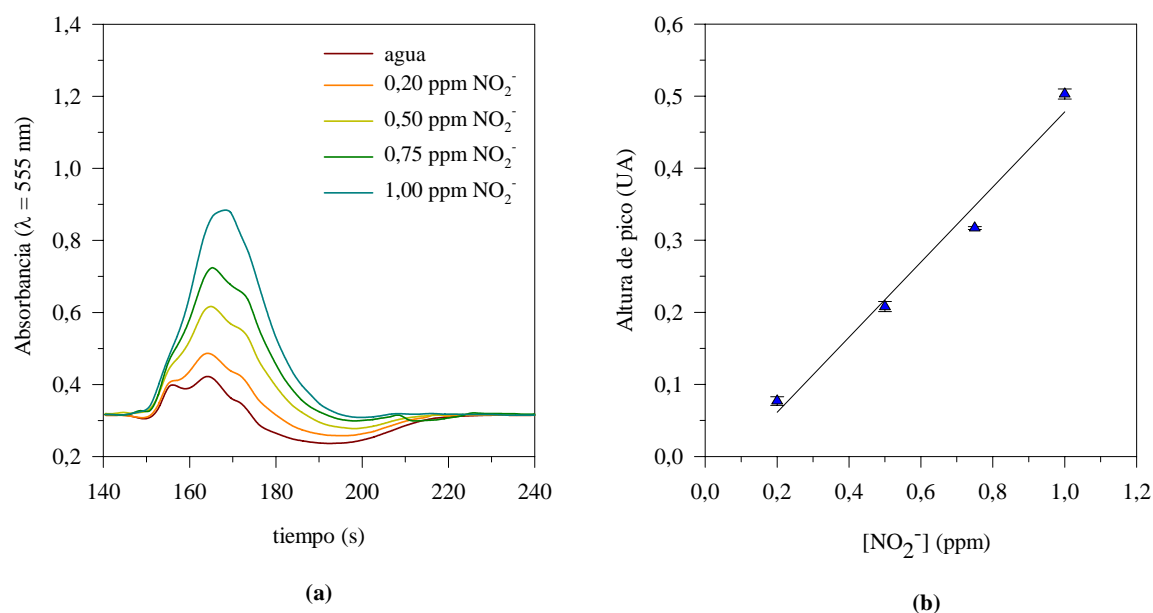 1,4
1,2
1,0
0,8
0,6
0,4
0,2
Absorbancia (λ = 555 nm)
agua
0,20 ppm NO₂⁻
0,50 ppm NO₂⁻
0,75 ppm NO₂⁻
1,00 ppm NO₂⁻
140 160 180 200 220 240
tiempo (s)
(a)
0,6
0,5
0,4
0,3
0,2
0,1
0,0
Altura de pico (UA)
0,0 0,2 0,4 0,6 0,8 1,0 1,2
[NO₂⁻] (ppm)
(b)